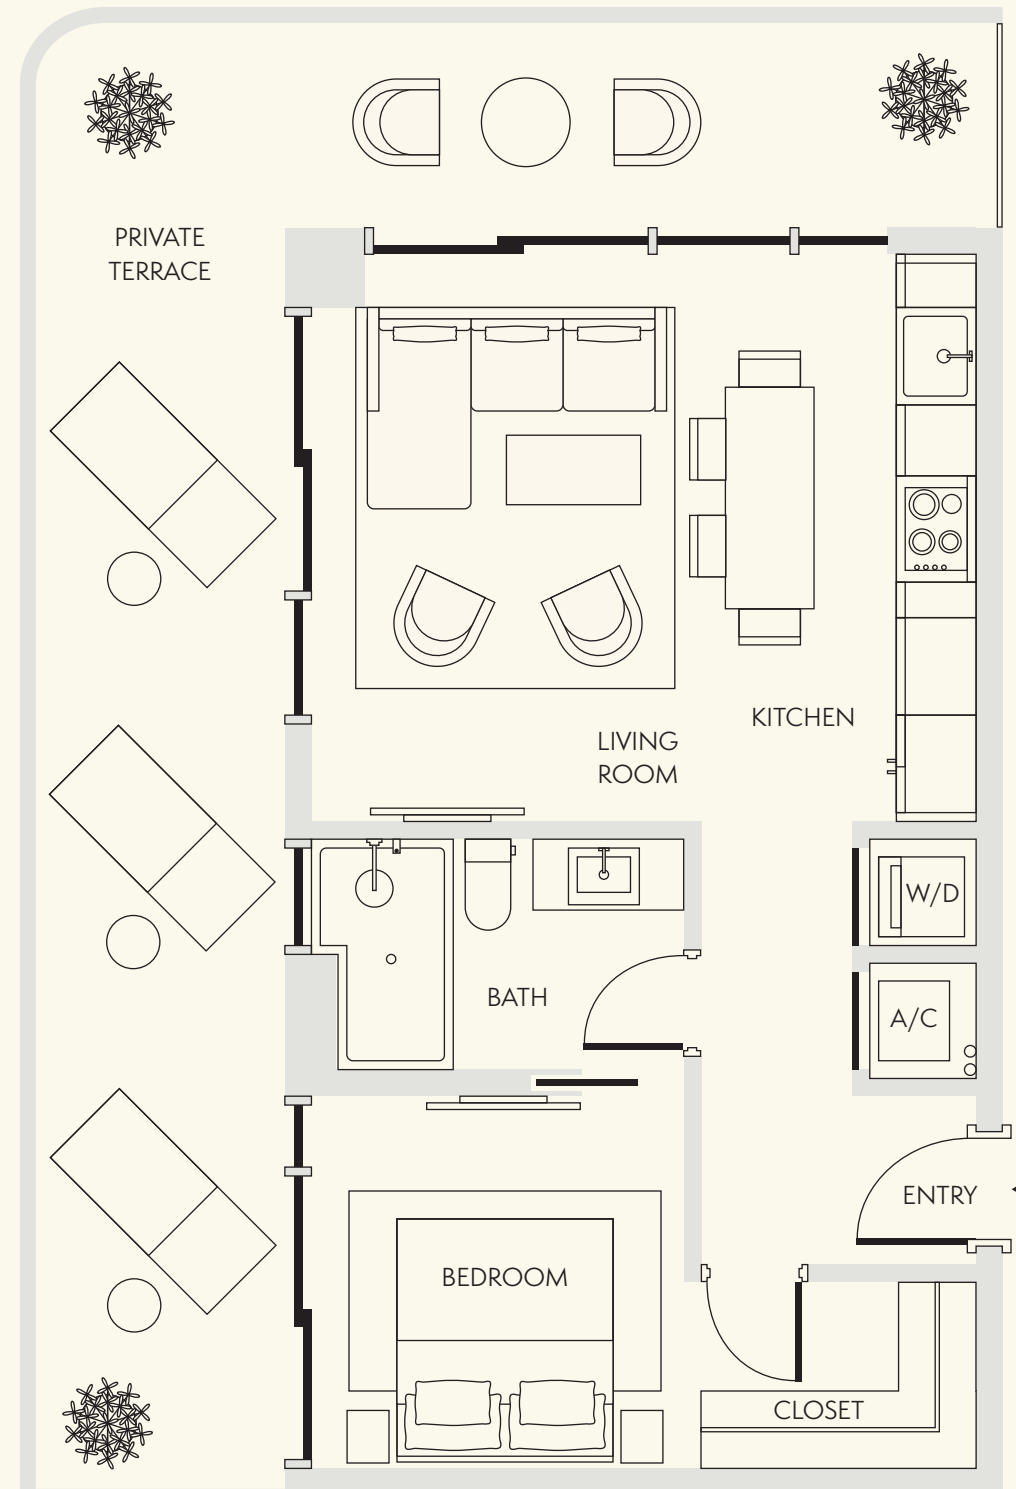 PRIVATE
TERRACE
KITCHEN
LIVING
ROOM
W/D
BATH
A/C
ENTRY
BEDROOM
CLOSET